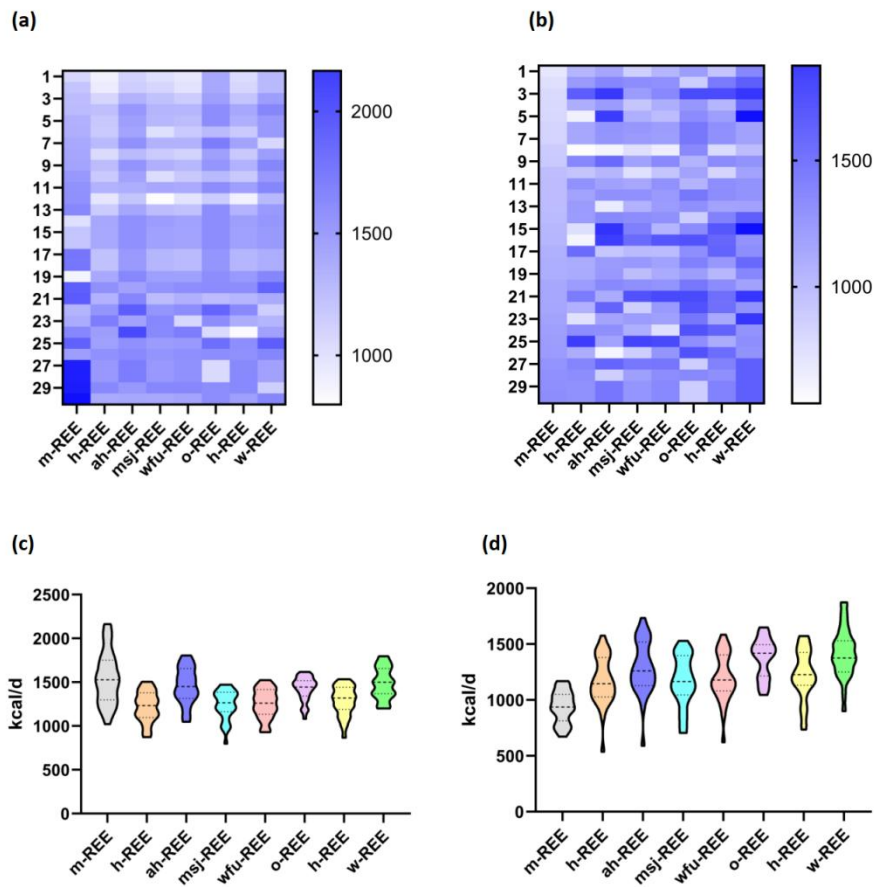 (a)
1
3
5
7
9
11
13
15
17
19
21
23
25
27
29
2000
1500
1000
m-REE
h-REE
ah-REE
msj-REE
wfu-REE
o-REE
h-REE
w-REE
(b)
1
3
5
7
9
11
13
15
17
19
21
23
25
27
29
1500
1000
m-REE
h-REE
ah-REE
msj-REE
wfu-REE
o-REE
h-REE
w-REE
(c)
kcal/d
2500
2000
1500
1000
500
0
m-REE
h-REE
ah-REE
msj-REE
wfu-REE
o-REE
h-REE
w-REE
(d)
2000
1500
1000
500
0
m-REE
h-REE
ah-REE
msj-REE
wfu-REE
o-REE
h-REE
w-REE